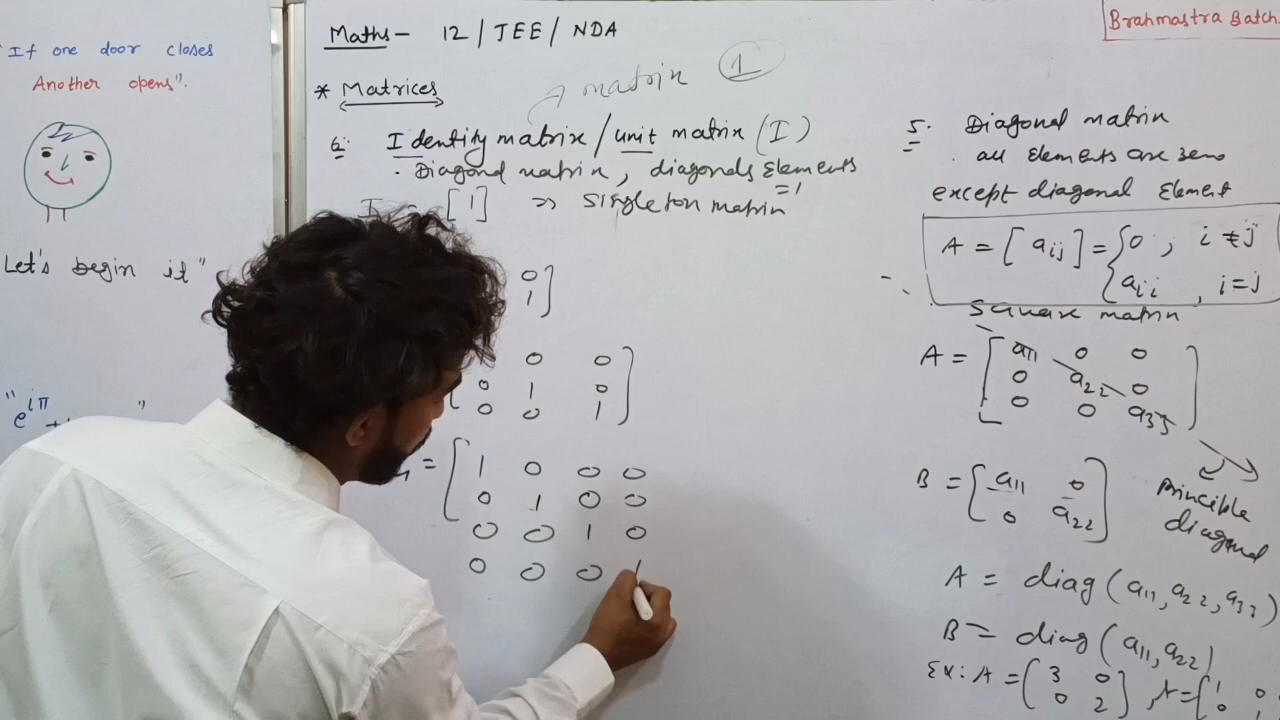 "If one door closes
Another opens".
Let's begin it"
"e^iπ + "
Maths - 12 / JEE / NDA
* Matrices
A matrix 1
6. Identity matrix / unit matrix (I)
. Diagonal matrix, diagonals Elements = 1
I = [1] => Singleton matrix
0]
1]
0 0]
0 1 0
0 0 1]
= [1 0 0 0
0 1 0 0
0 0 1 0
0 0 0 1
Brahmastra Batch
5. Diagonal matrix
. all Elements are zero
except diagonal Element
A = [aij] = {0 , i ≠ j
{aii , i = j
Square matrix
A = [a11 0 0
0 a22 0
0 0 a33]
B = [a11 0
0 a22]
Principle
diagonal
A = diag (a11, a22, a33)
B = diag (a11, a22)
Ex: A = (3 0
0 2) , A = [1 0
0 1